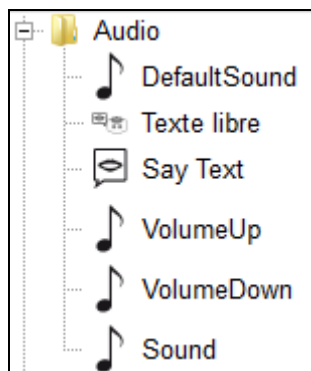 Audio
DefaultSound
Texte libre
Say Text
VolumeUp
VolumeDown
Sound